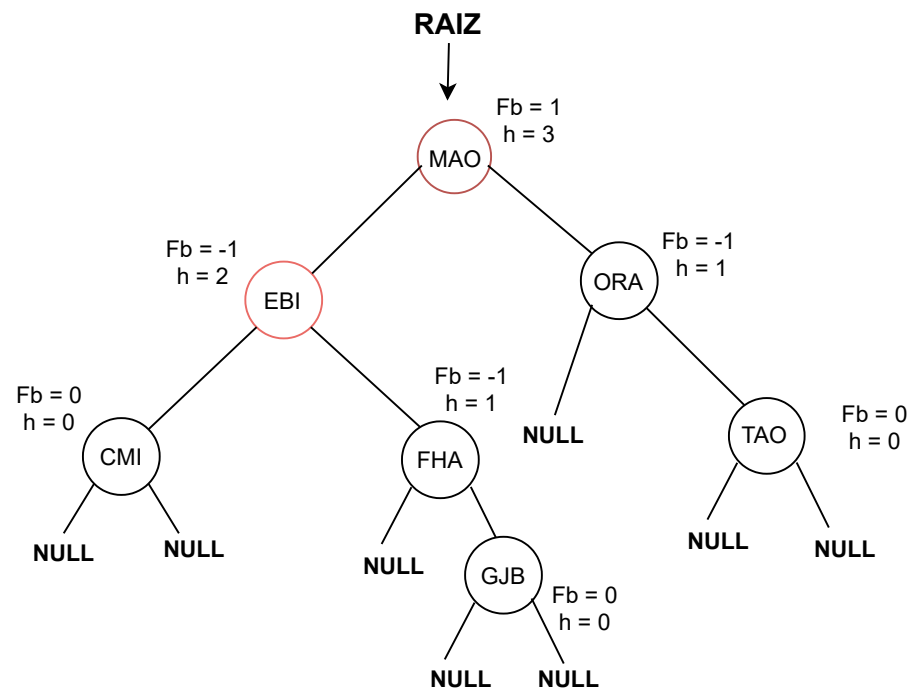 RAIZ
Fb = 1
h = 3
MAO
Fb = -1
h = 2
EBI
Fb = -1
h = 1
ORA
Fb = 0
h = 0
CMI
Fb = -1
h = 1
FHA
NULL
TAO
Fb = 0
h = 0
NULL
NULL
NULL
NULL
NULL
GJB
Fb = 0
h = 0
NULL
NULL